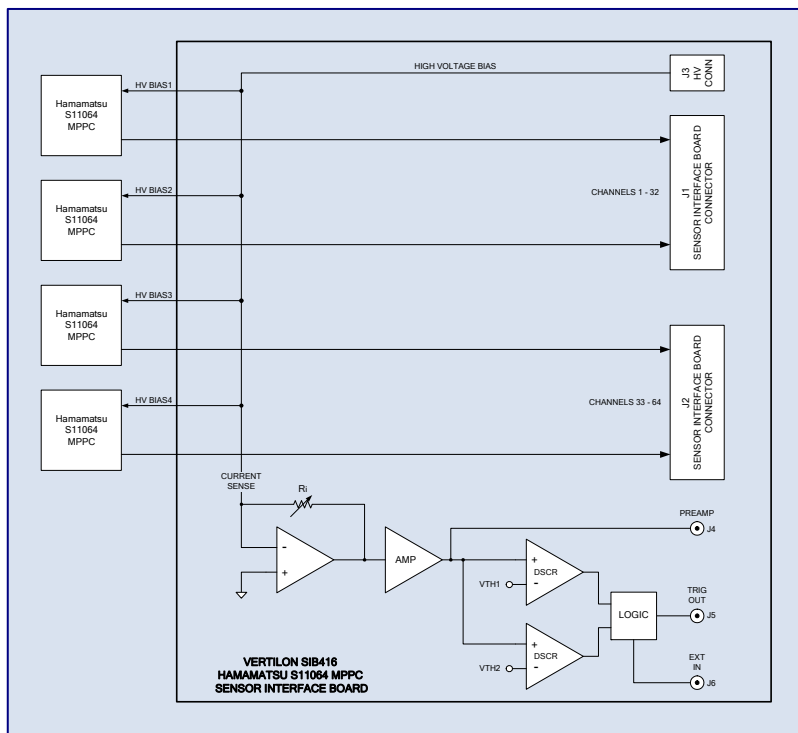 HIGH VOLTAGE BIAS
J3
HV
CONN
HV BIAS1
Hamamatsu
S11064
MPPC
J1
SENSOR INTERFACE BOARD
CONNECTOR
CHANNELS 1 - 32
HV BIAS2
Hamamatsu
S11064
MPPC
HV BIAS3
Hamamatsu
S11064
MPPC
J2
SENSOR INTERFACE BOARD
CONNECTOR
CHANNELS 33 - 64
HV BIAS4
Hamamatsu
S11064
MPPC
CURRENT
SENSE
Ri
-
+
AMP
PREAMP
J4
+
DSCR
-
VTH1
LOGIC
TRIG
OUT
J5
+
DSCR
-
VTH2
EXT
IN
J6
VERTILON SIB416
HAMAMATSU S11064 MPPC
SENSOR INTERFACE BOARD